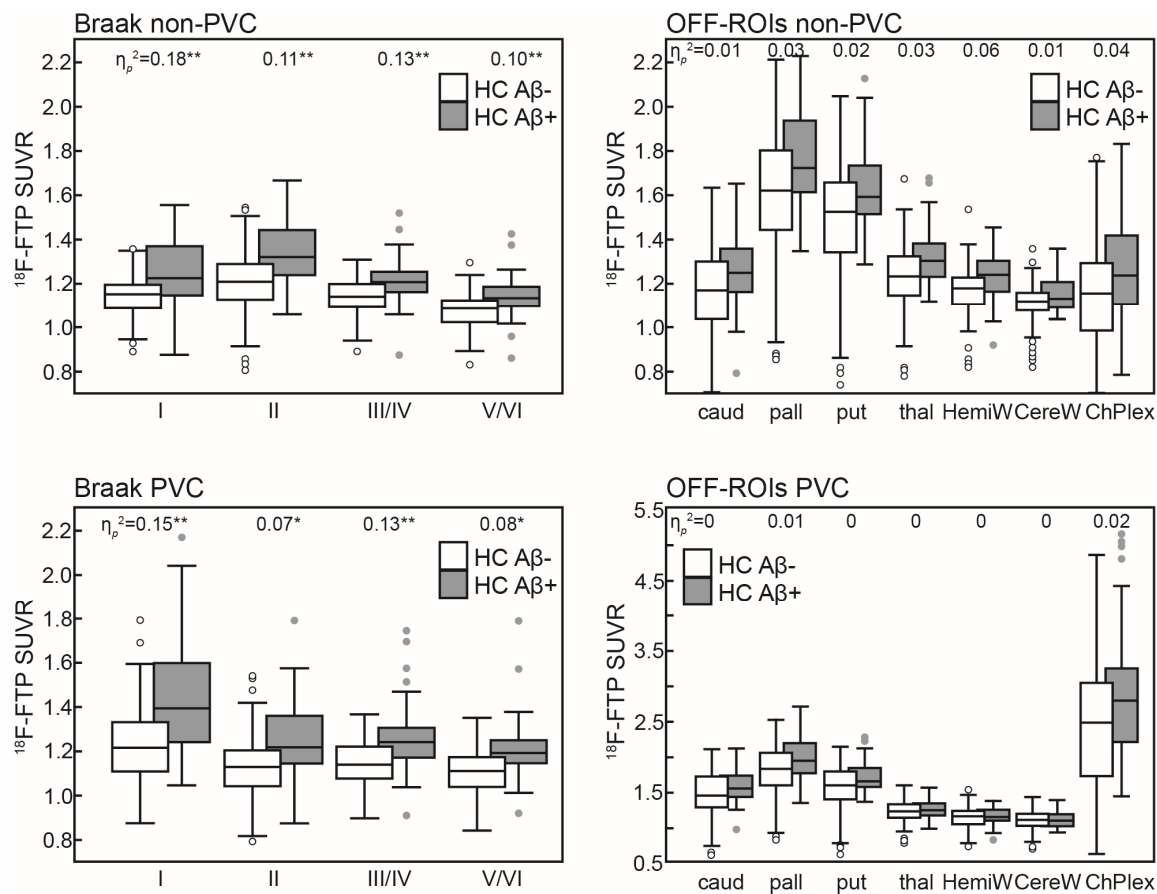 Braak non-PVC
ηp²=0.18** 0.11** 0.13** 0.10**
HC Aβ-
HC Aβ+
¹⁸F-FTP SUVR
2.2
2.0
1.8
1.6
1.4
1.2
1.0
0.8
I II III/IV V/VI
OFF-ROIs non-PVC
ηp²=0.01 0.03 0.02 0.03 0.06 0.01 0.04
HC Aβ-
HC Aβ+
¹⁸F-FTP SUVR
2.2
2.0
1.8
1.6
1.4
1.2
1.0
0.8
caud pall put thal HemiW CereW ChPlex
Braak PVC
ηp²=0.15** 0.07* 0.13** 0.08*
HC Aβ-
HC Aβ+
¹⁸F-FTP SUVR
2.2
2.0
1.8
1.6
1.4
1.2
1.0
0.8
I II III/IV V/VI
OFF-ROIs PVC
ηp²=0 0.01 0 0 0 0 0.02
HC Aβ-
HC Aβ+
¹⁸F-FTP SUVR
5.5
4.5
3.5
2.5
1.5
0.5
caud pall put thal HemiW CereW ChPlex